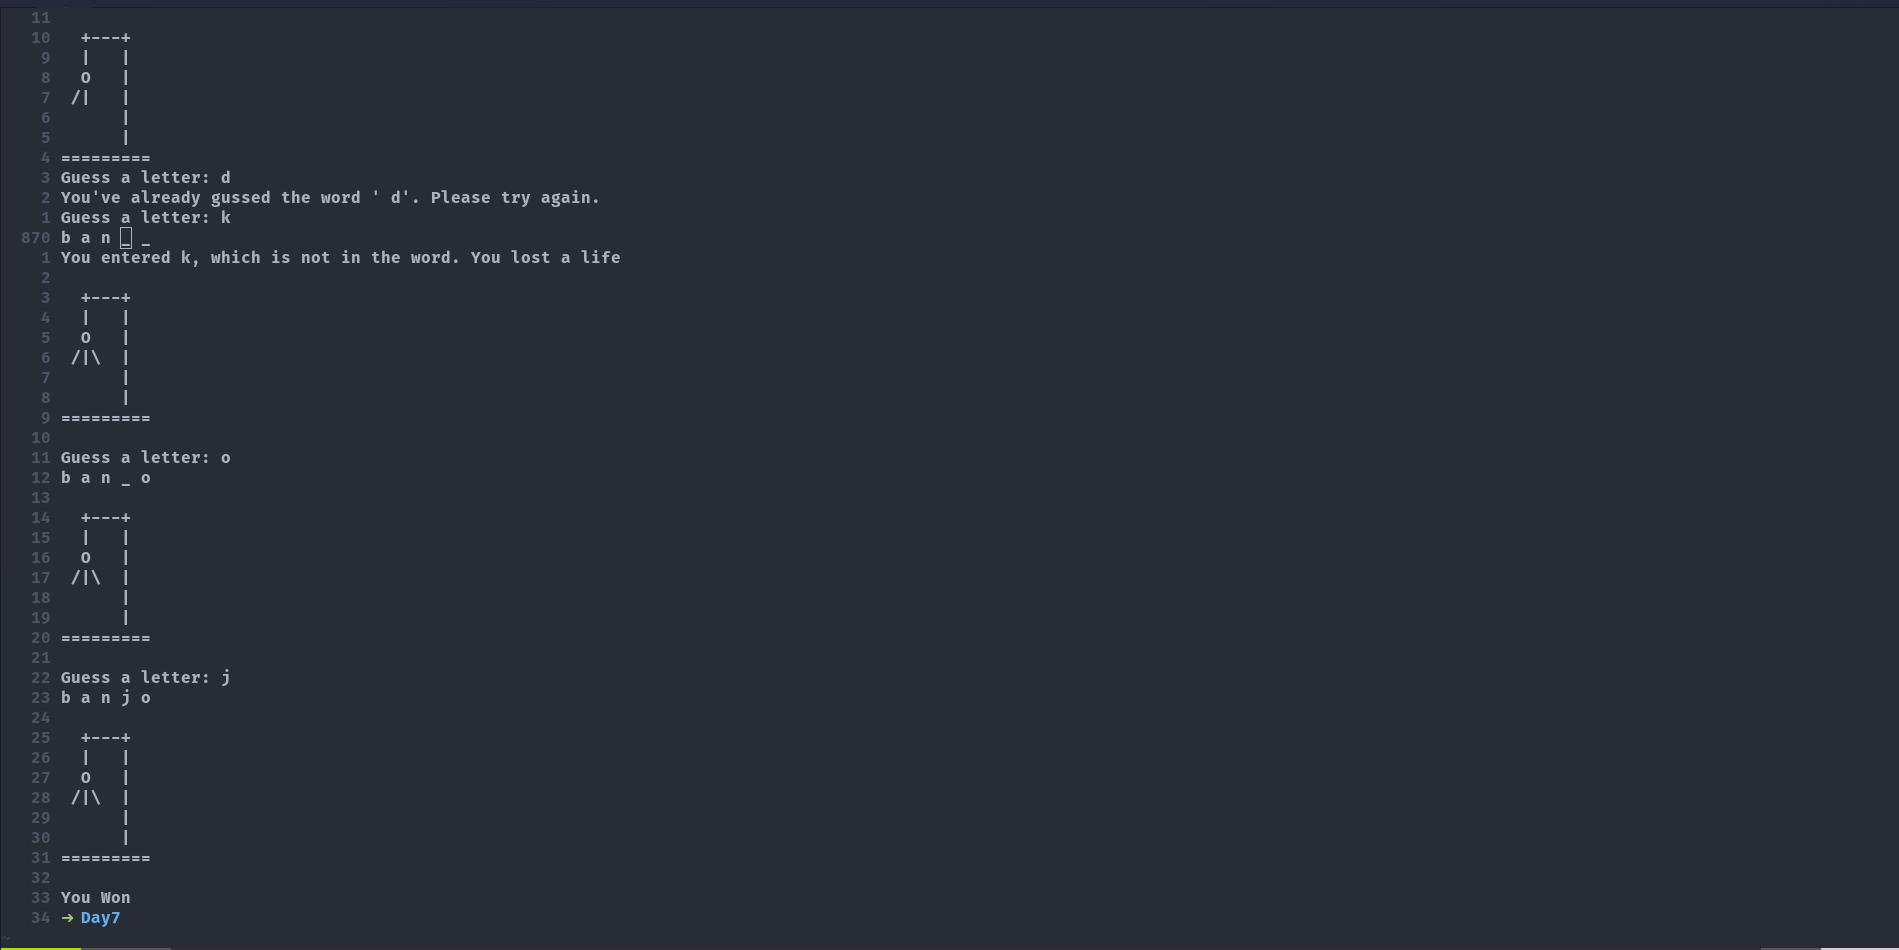 11
10   +---+
9   |   |
8   O   |
7  /|   |
6       |
5       |
4 =========
3 Guess a letter: d
2 You've already gussed the word ' d'. Please try again.
1 Guess a letter: k
870 b a n _ _
1 You entered k, which is not in the word. You lost a life
2
3   +---+
4   |   |
5   O   |
6  /|\  |
7       |
8       |
9 =========
10
11 Guess a letter: o
12 b a n _ o
13
14   +---+
15   |   |
16   O   |
17  /|\  |
18       |
19       |
20 =========
21
22 Guess a letter: j
23 b a n j o
24
25   +---+
26   |   |
27   O   |
28  /|\  |
29       |
30       |
31 =========
32
33 You Won
34 → Day7
~